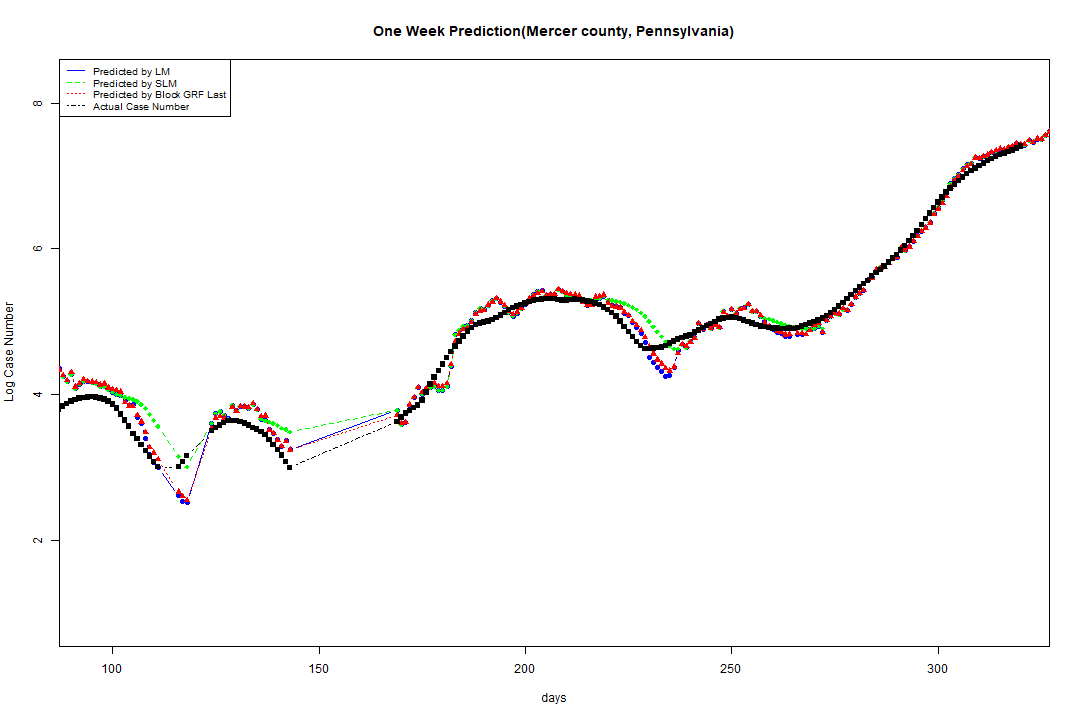 One Week Prediction(Mercer county, Pennsylvania)
Predicted by LM
Predicted by SLM
Predicted by Block GRF Last
Actual Case Number
8
6
4
2
Log Case Number
100 150 200 250 300
days